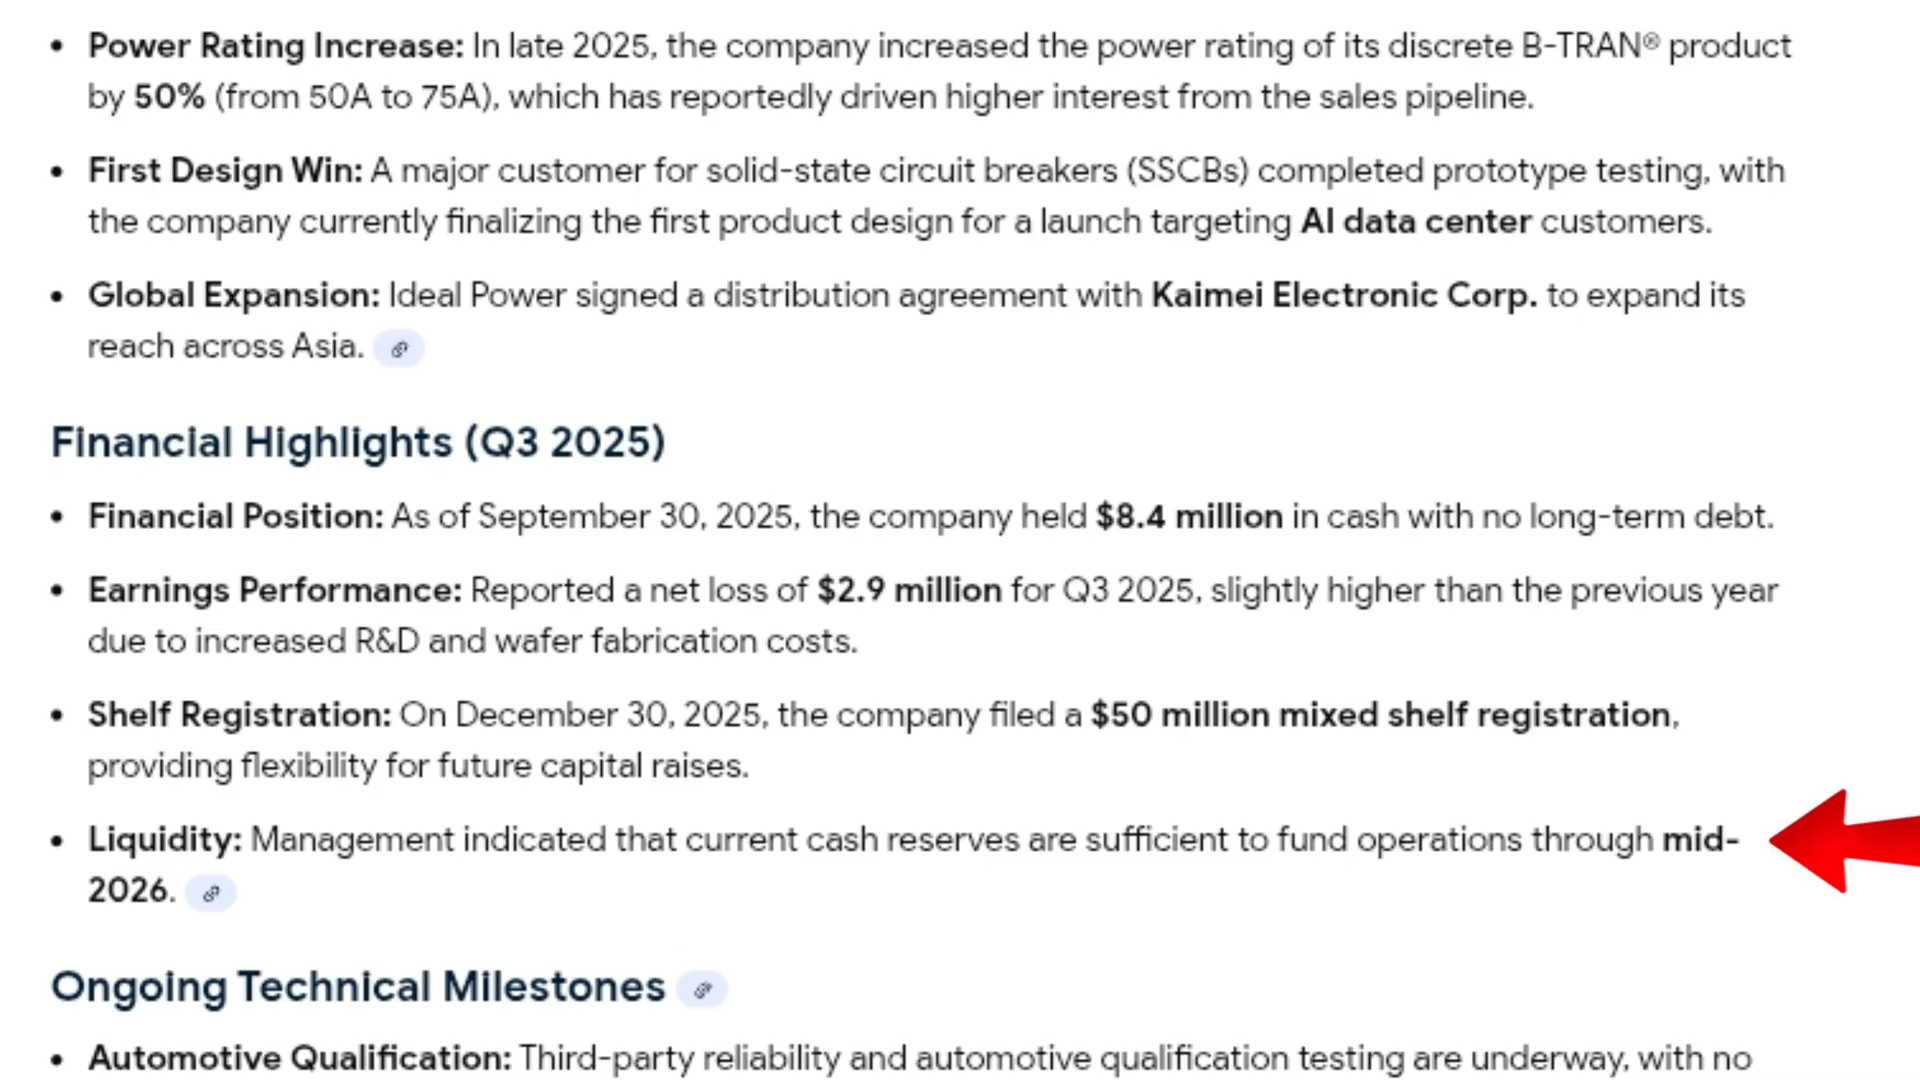 • Power Rating Increase: In late 2025, the company increased the power rating of its discrete B-TRAN® product
by 50% (from 50A to 75A), which has reportedly driven higher interest from the sales pipeline.
• First Design Win: A major customer for solid-state circuit breakers (SSCBs) completed prototype testing, with
the company currently finalizing the first product design for a launch targeting AI data center customers.
• Global Expansion: Ideal Power signed a distribution agreement with Kaimei Electronic Corp. to expand its
reach across Asia.
Financial Highlights (Q3 2025)
• Financial Position: As of September 30, 2025, the company held $8.4 million in cash with no long-term debt.
• Earnings Performance: Reported a net loss of $2.9 million for Q3 2025, slightly higher than the previous year
due to increased R&D and wafer fabrication costs.
• Shelf Registration: On December 30, 2025, the company filed a $50 million mixed shelf registration,
providing flexibility for future capital raises.
• Liquidity: Management indicated that current cash reserves are sufficient to fund operations through mid-
2026.
Ongoing Technical Milestones
• Automotive Qualification: Third-party reliability and automotive qualification testing are underway, with no